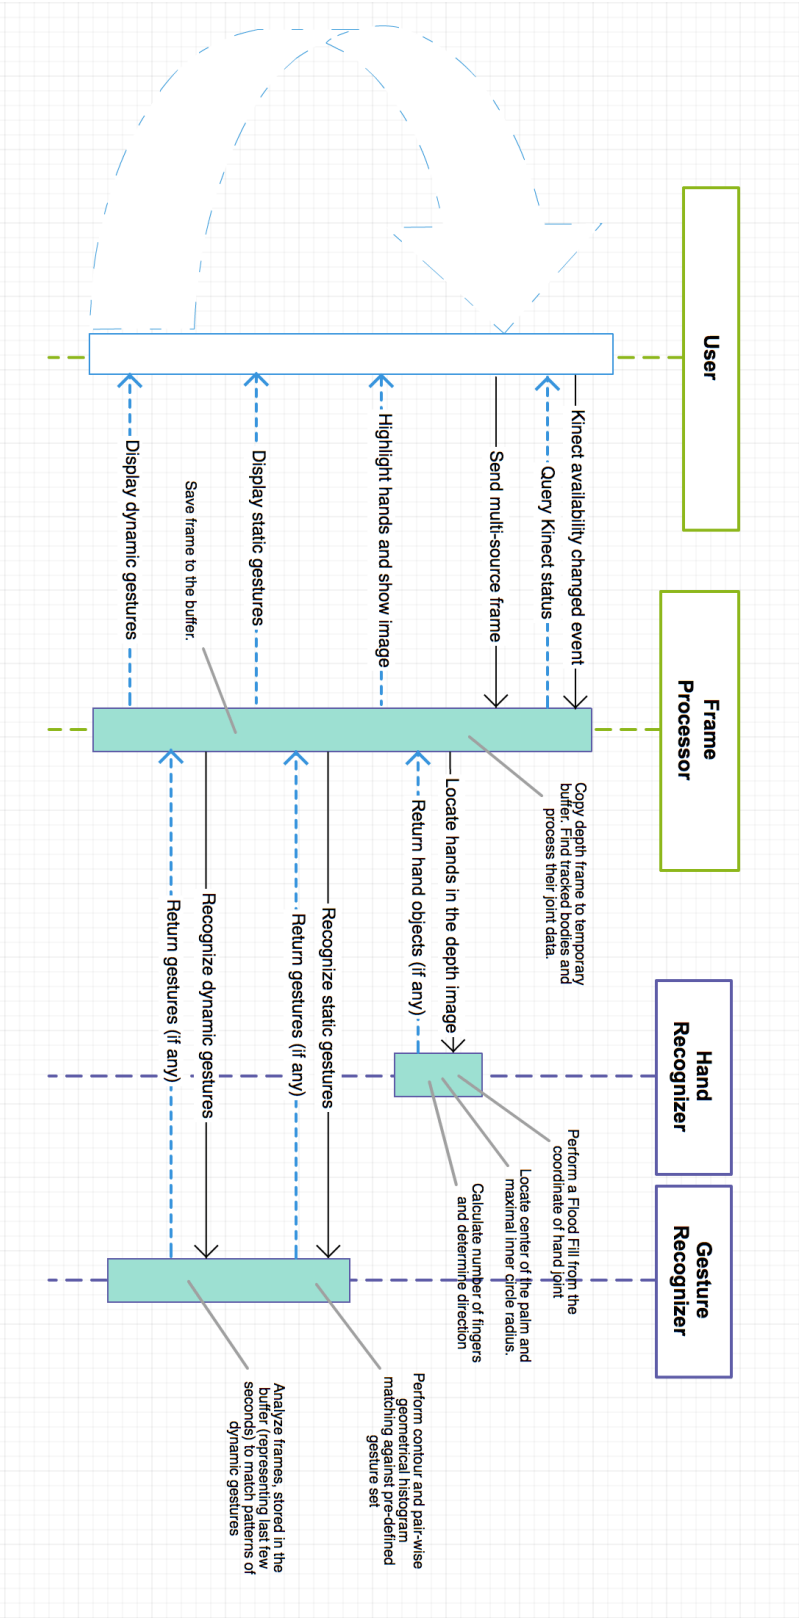 User
Frame
Processor
Hand
Recognizer
Gesture
Recognizer
Kinect availability changed event
Query Kinect status
Send multi-source frame
Copy depth frame to temporary
buffer. Find tracked bodies and
process their joint data.
Locate hands in the depth image
Perform a Flood Fill from the
coordinate of hand joint
Locate center of the palm and
maximal inner circle radius.
Calculate number of fingers
and determine direction
Return hand objects (if any)
Highlight hands and show image
Recognize static gestures
Perform contour and pair-wise
geometrical histogram
matching against pre-defined
gesture set
Return gestures (if any)
Display static gestures
Save frame to the buffer.
Recognize dynamic gestures
Analyze frames, stored in the
buffer (representing last few
seconds) to match patterns of
dynamic gestures
Return gestures (if any)
Display dynamic gestures